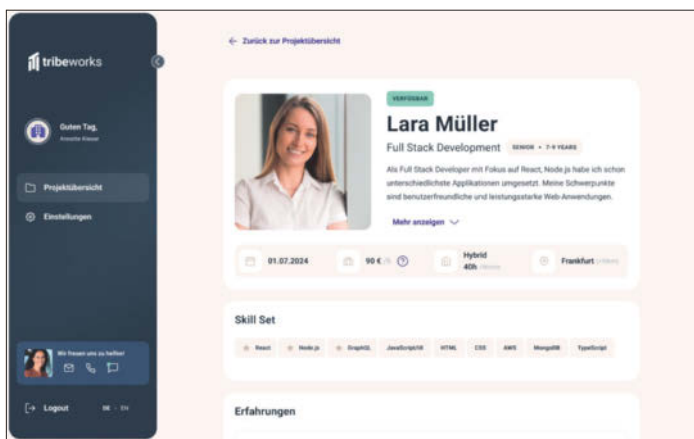 tribeworks
Guten Tag,
Projektübersicht
Einstellungen
Wir freuen uns zu helfen!
Logout
DE - EN
← Zurück zur Projektübersicht
VERFÜGBAR
Lara Müller
Full Stack Development
SENIOR • 7-9 YEARS
Als Full Stack Developer mit Fokus auf React, Node.js habe ich schon
unterschiedlichste Applikationen umgesetzt. Meine Schwerpunkte
sind benutzerfreundliche und leistungsstarke Web-Anwendungen.
Mehr anzeigen
01.07.2024
90 € /h ?
Hybrid
40h
Frankfurt
Skill Set
React Node.js GraphQL JavaScript/ES6 HTML CSS AWS MongoDB TypeScript
Erfahrungen